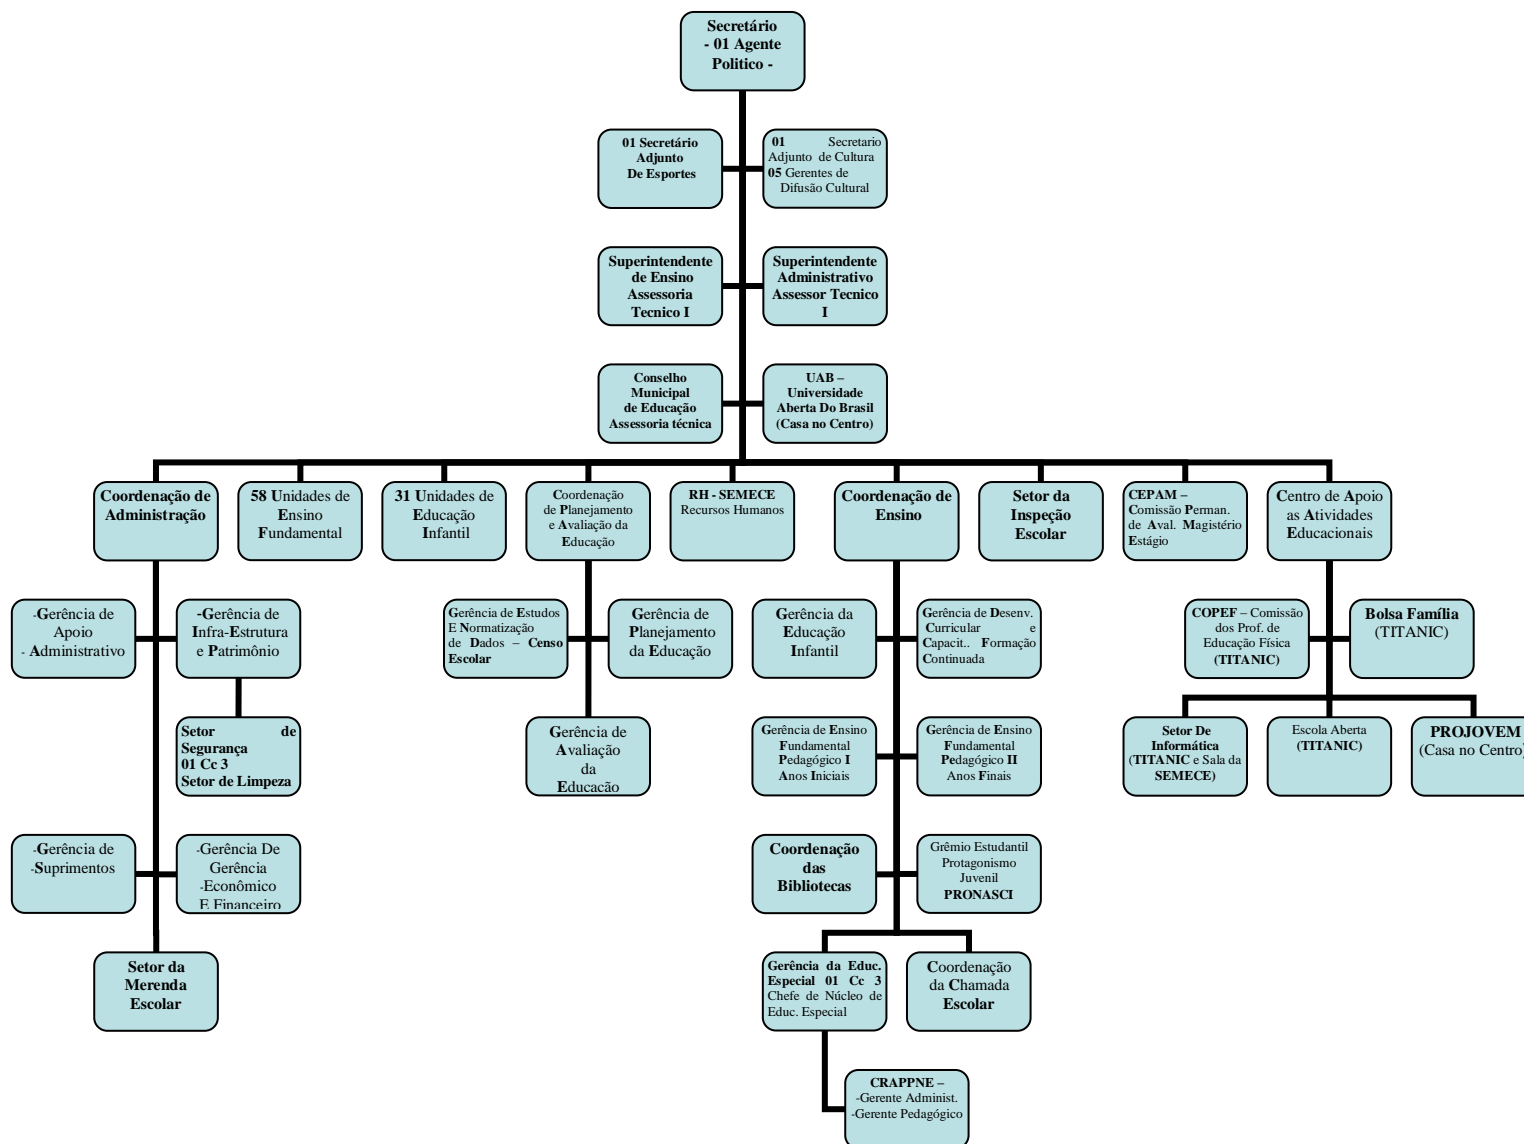 Secretário
- 01 Agente
Politico -
01 Secretário
Adjunto
De Esportes
01 Secretario
Adjunto de Cultura
05 Gerentes de
Difusão Cultural
Superintendente
de Ensino
Assessoria
Tecnico I
Superintendente
Administrativo
Assessor Tecnico
I
Conselho
Municipal
de Educação
Assessoria técnica
UAB –
Universidade
Aberta Do Brasil
(Casa no Centro)
Coordenação de
Administração
58 Unidades de
Ensino
Fundamental
31 Unidades de
Educação
Infantil
Coordenação
de Planejamento
e Avaliação da
Educação
RH - SEMECE
Recursos Humanos
Coordenação de
Ensino
Setor da
Inspeção
Escolar
CEPAM –
Comissão Perman.
de Aval. Magistério
Estágio
Centro de Apoio
as Atividades
Educacionais
-Gerência de
Apoio
- Administrativo
-Gerência de
Infra-Estrutura
e Patrimônio
Gerência de Estudos
E Normatização
de Dados – Censo
Escolar
Gerência de
Planejamento
da Educação
Gerência da
Educação
Infantil
Gerência de Desenv.
Curricular e
Capacit.. Formação
Continuada
COPEF – Comissão
dos Prof. de
Educação Física
(TITANIC)
Bolsa Família
(TITANIC)
Setor de
Segurança
01 Cc 3
Setor de Limpeza
Gerência de
Avaliação
da
Educação
Gerência de Ensino
Fundamental
Pedagógico I
Anos Iniciais
Gerência de Ensino
Fundamental
Pedagógico II
Anos Finais
Setor De
Informática
(TITANIC e Sala da
SEMECE)
Escola Aberta
(TITANIC)
PROJOVEM
(Casa no Centro)
-Gerência de
-Suprimentos
-Gerência De
Gerência
-Econômico
E Financeiro
Coordenação
das
Bibliotecas
Grêmio Estudantil
Protagonismo
Juvenil
PRONASCI
Setor da
Merenda
Escolar
Gerência da Educ.
Especial 01 Cc 3
Chefe de Núcleo de
Educ. Especial
Coordenação
da Chamada
Escolar
CRAPPNE –
-Gerente Administ.
-Gerente Pedagógico